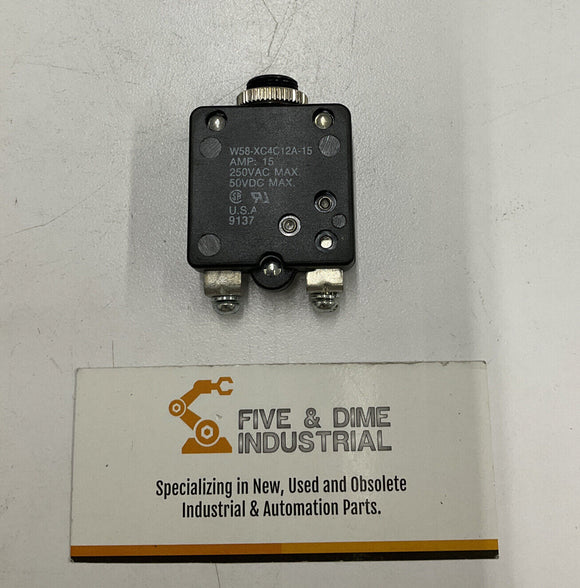 W58-XC4C12A-15
AMP: 15
250VAC MAX.
50VDC MAX.
U.S.A
9137
FIVE & DIME
INDUSTRIAL
Specializing in New, Used and Obsolete
Industrial & Automation Parts.